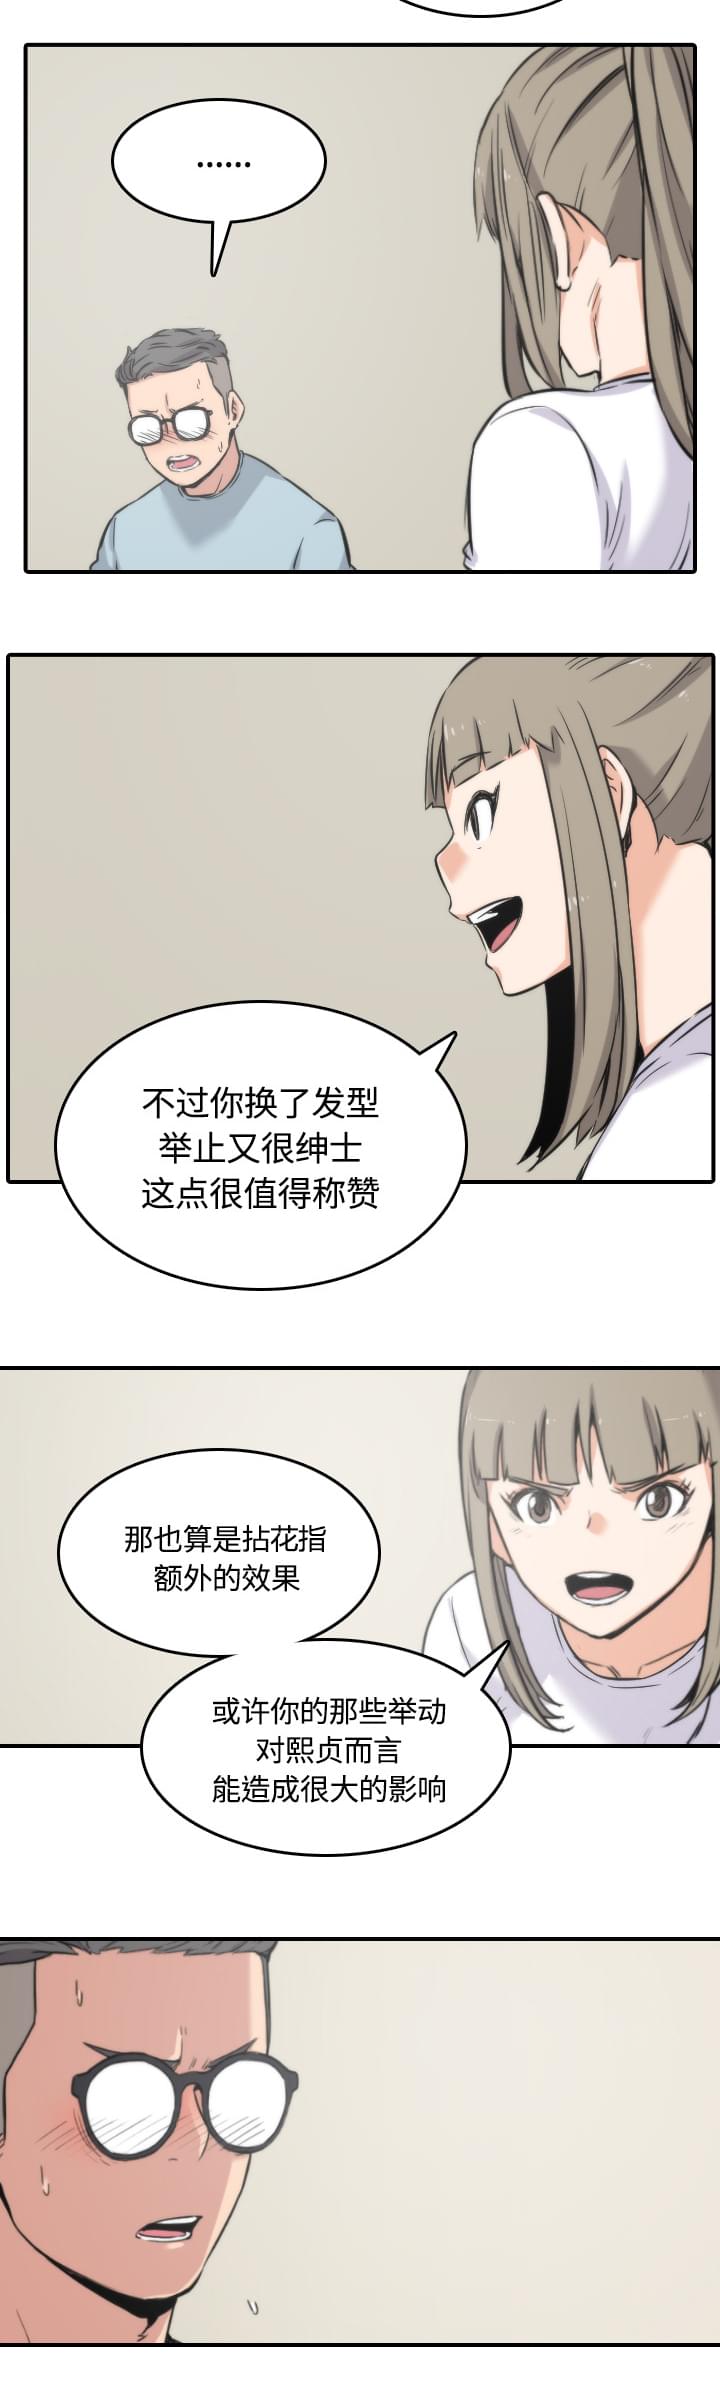 ……
不过你换了发型
举止又很绅士
这点很值得称赞
那也算是拈花指
额外的效果
或许你的那些举动
对熙贞而言
能造成很大的影响